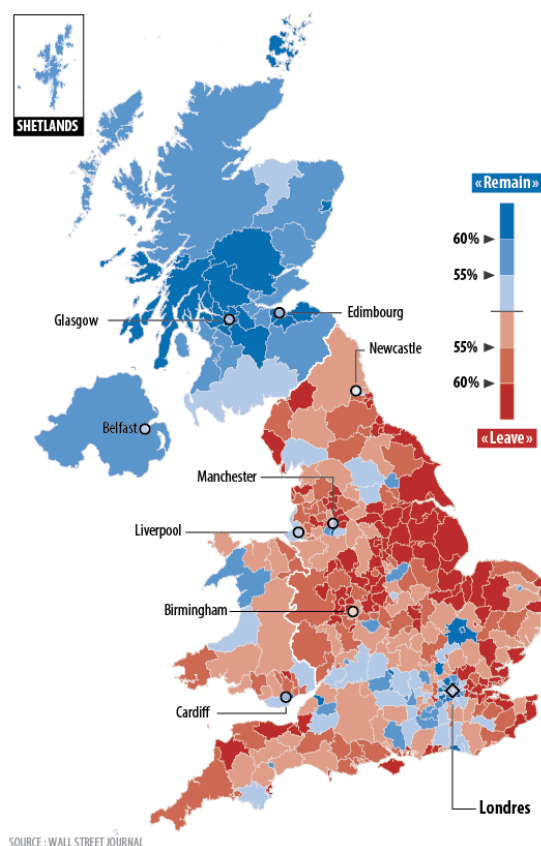 SHETLANDS
« Remain »
60%
55%
55%
60%
« Leave »
Glasgow
Edimbourg
Newcastle
Belfast
Manchester
Liverpool
Birmingham
Cardiff
Londres
SOURCE : WALL STREET JOURNAL